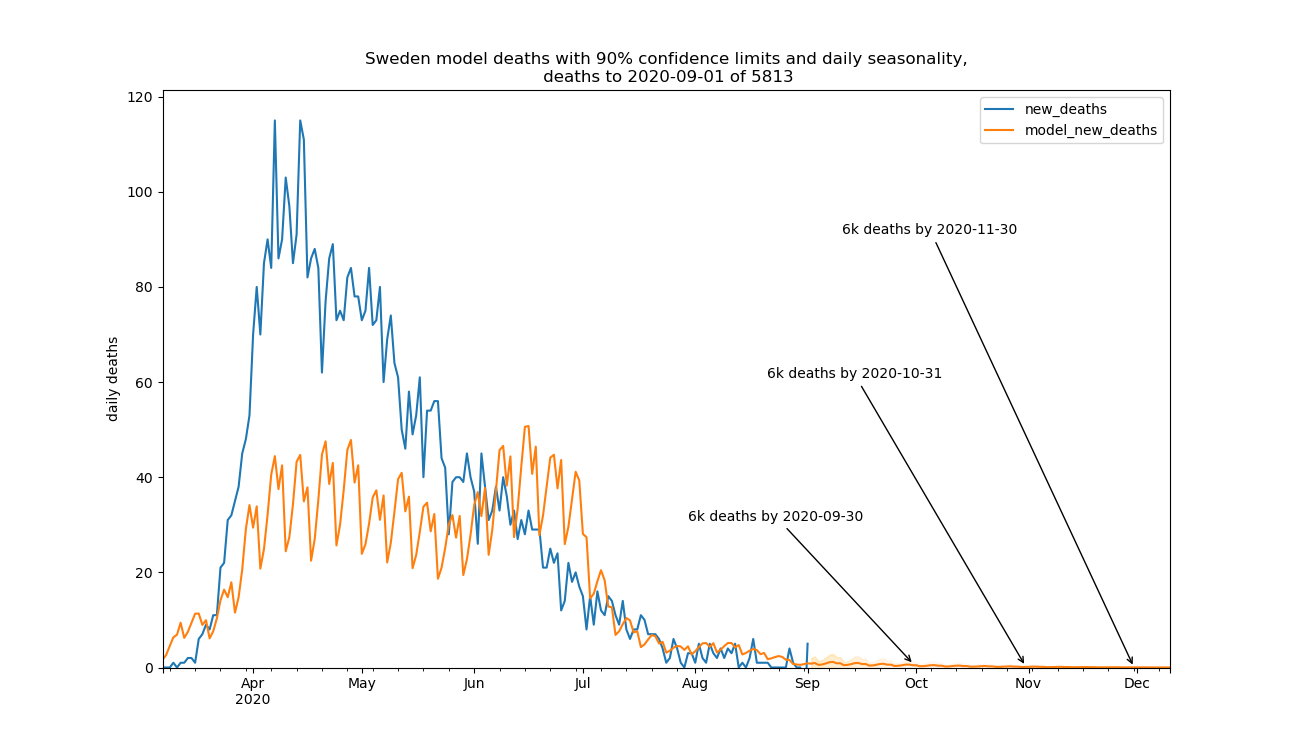 Sweden model deaths with 90% confidence limits and daily seasonality,
deaths to 2020-09-01 of 5813
120
new_deaths
model_new_deaths
100
6k deaths by 2020-11-30
80
daily deaths
6k deaths by 2020-10-31
60
40
6k deaths by 2020-09-30
20
0
Apr May Jun Jul Aug Sep Oct Nov Dec
2020